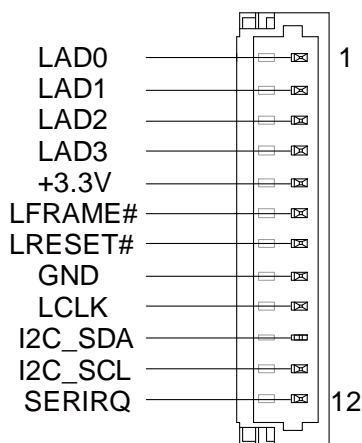 LAD0 1
LAD1
LAD2
LAD3
+3.3V
LFRAME#
LRESET#
GND
LCLK
I2C_SDA
I2C_SCL
SERIRQ 12